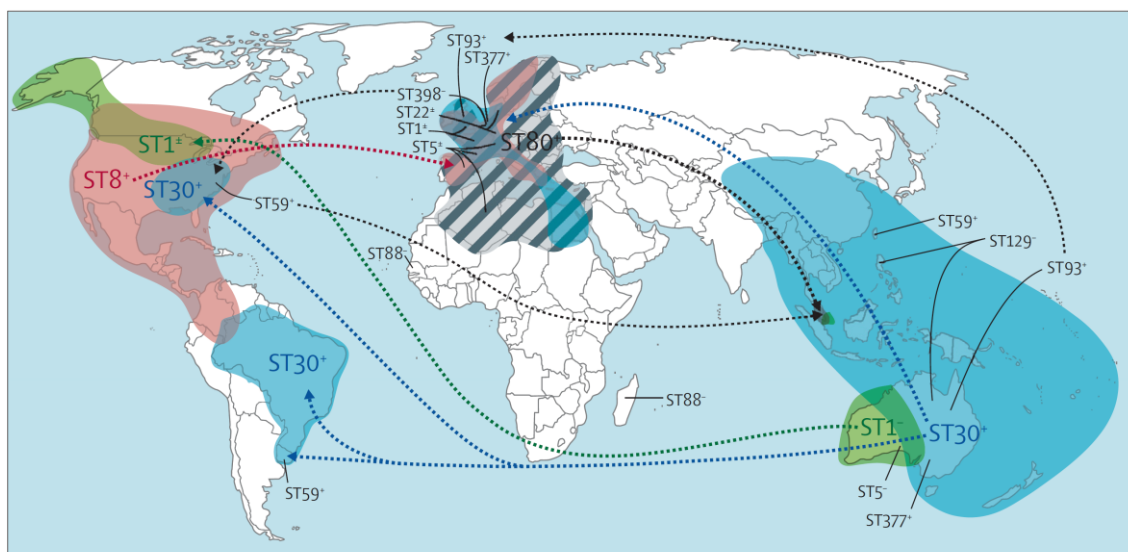 ST93⁺
ST377⁺
ST398⁻
ST22±
ST1±
ST5±
ST80⁺
ST1±
ST8⁺
ST30⁺
ST59⁺
ST88
ST59⁺
ST129⁻
ST93⁺
ST30⁺
ST88⁻
ST1⁻
ST30⁺
ST5⁻
ST59⁺
ST377⁺